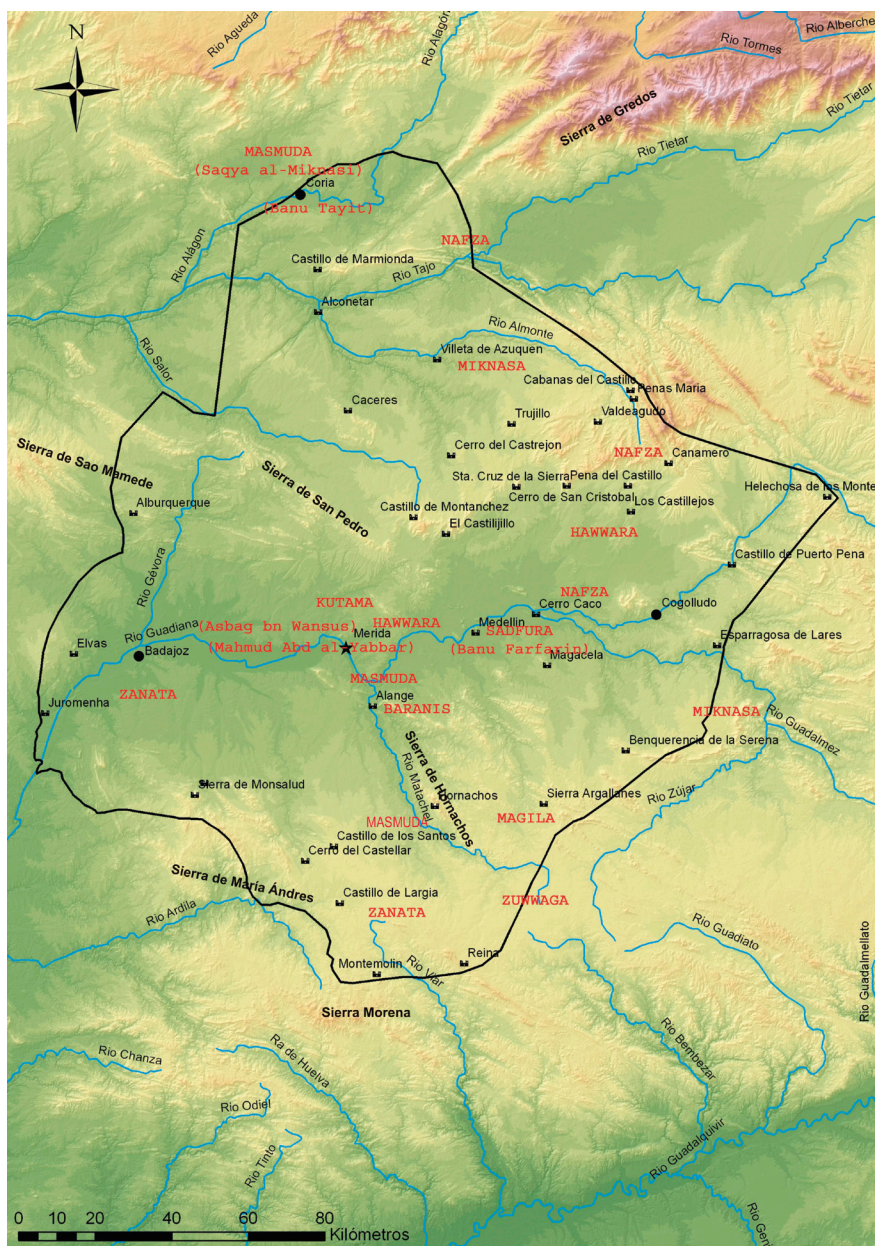 N
Rio Agueda
Rio Alagón
Rio Tormes
Rio Alberche
Sierra de Gredos
Rio Tietar
Rio Tietar
MASMUDA
(Saqya al-Miknasi)
Coria
(Banu Tayit)
Rio Alágon
NAFZA
Castillo de Marmionda
Rio Tajo
Alconetar
Rio Almonte
Rio Salor
Villeta de Azuquen
MIKNASA
Cabanas del Castillo
Penas Maria
Caceres
Trujillo
Valdeagudo
Sierra de Sao Mamede
Cerro del Castrejon
NAFZA
Canamero
Sierra de San Pedro
Sta. Cruz de la Sierra
Pena del Castillo
Helechosa de los Monte
Cerro de San Cristobal
Los Castillejos
Alburquerque
Castillo de Montanchez
El Castilijillo
HAWWARA
Rio Gévora
Castillo de Puerto Pena
NAFZA
KUTAMA
Cerro Caco
Cogolludo
Rio Guadiana
(Asbag bn Wansus)
HAWWARA
Medellin
SADFURA
Merida
Elvas
Badajoz
(Mahmud Abd al-Yabbar)
(Banu Farfarin)
Esparragosa de Lares
Magacela
MASMUDA
ZANATA
Juromenha
Alange
BARANIS
MIKNASA
Rio Guadalmez
Sierra de Hornachos
Rio Matachel
Benquerencia de la Serena
Sierra de Monsalud
Hornachos
Sierra Argallanes
Rio Zújar
MASMUDA
MAGILA
Castillo de los Santos
Cerro del Castellar
Sierra de María Ándres
Castillo de Largia
ZUWWAGA
ZANATA
Rio Ardila
Rio Guadiato
Rio Guadalmellato
Reina
Montemolin
Rio Viar
Sierra Morena
Rio Chanza
Ra de Huelva
Rio Bembezar
Rio Odiel
Rio Tinto
Rio Guadalquivir
Rio Geni
0 10 20 40 60 80
Kilómetros